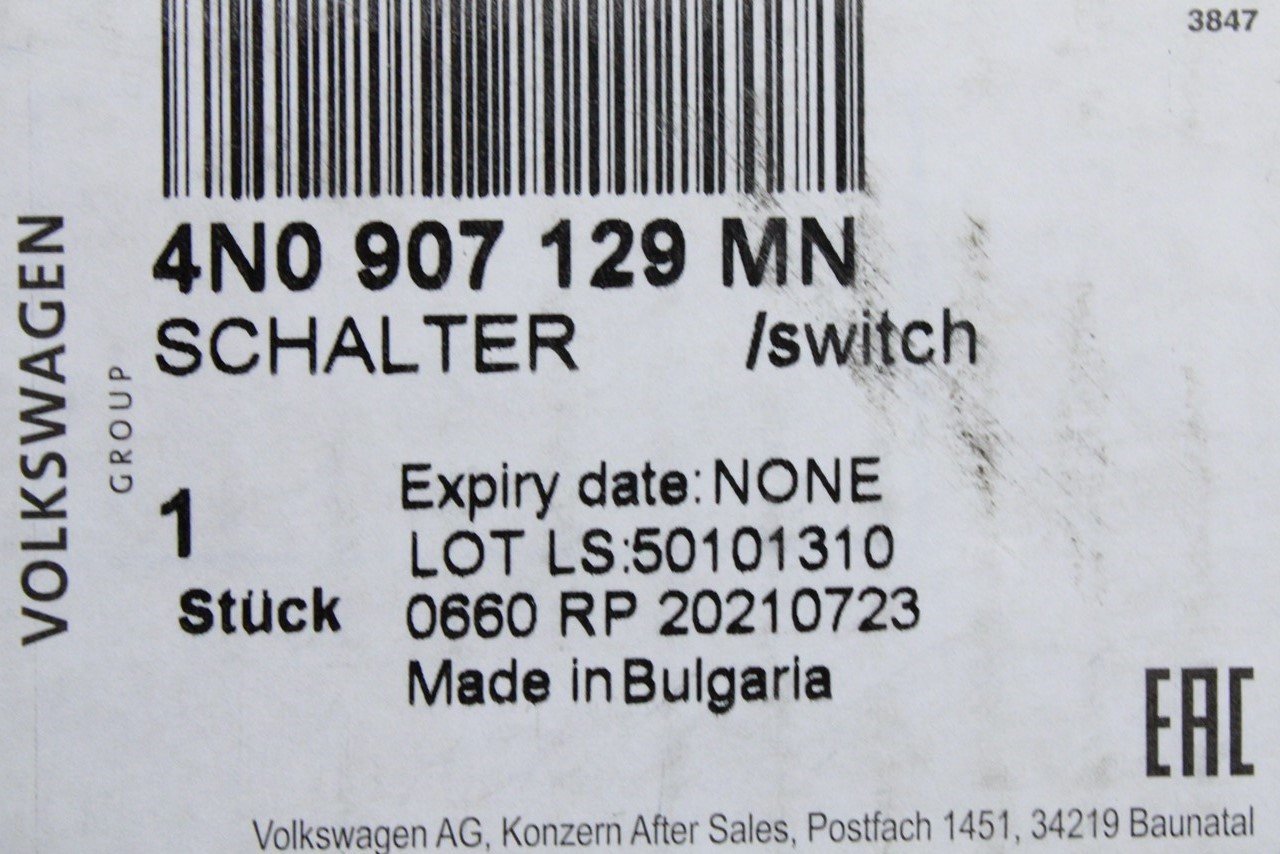 3847
4N0 907 129 MN
SCHALTER /switch
VOLKSWAGEN
GROUP
1
Stück
Expiry date: NONE
LOT LS:50101310
0660 RP 20210723
Made in Bulgaria
EAC
Volkswagen AG, Konzern After Sales, Postfach 1451, 34219 Baunatal